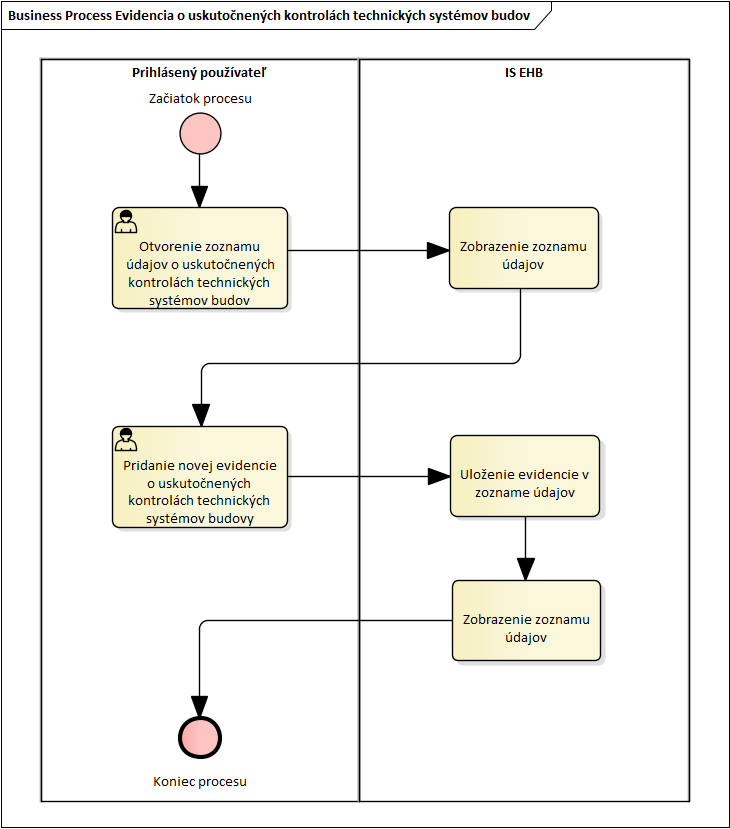 Business Process Evidencia o uskutočnených kontrolách technických systémov budov
Prihlásený používateľ
IS EHB
Začiatok procesu
Otvorenie zoznamu
údajov o uskutočnených
kontrolách technických
systémov budov
Zobrazenie zoznamu
údajov
Pridanie novej evidencie
o uskutočnených
kontrolách technických
systémov budovy
Uloženie evidencie v
zozname údajov
Zobrazenie zoznamu
údajov
Koniec procesu